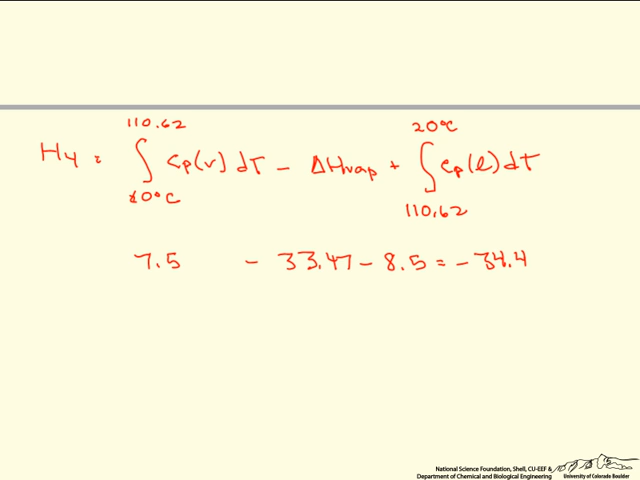 110.62 20°C
H4 = ∫ Cp(v) dT - ΔHvap + ∫ Cp(l) dT
20°C 110.62
7.5 - 33.47 - 8.5 = - 34.4
National Science Foundation, Shell, CU-EEF &
Department of Chemical and Biological Engineering
University of Colorado Boulder